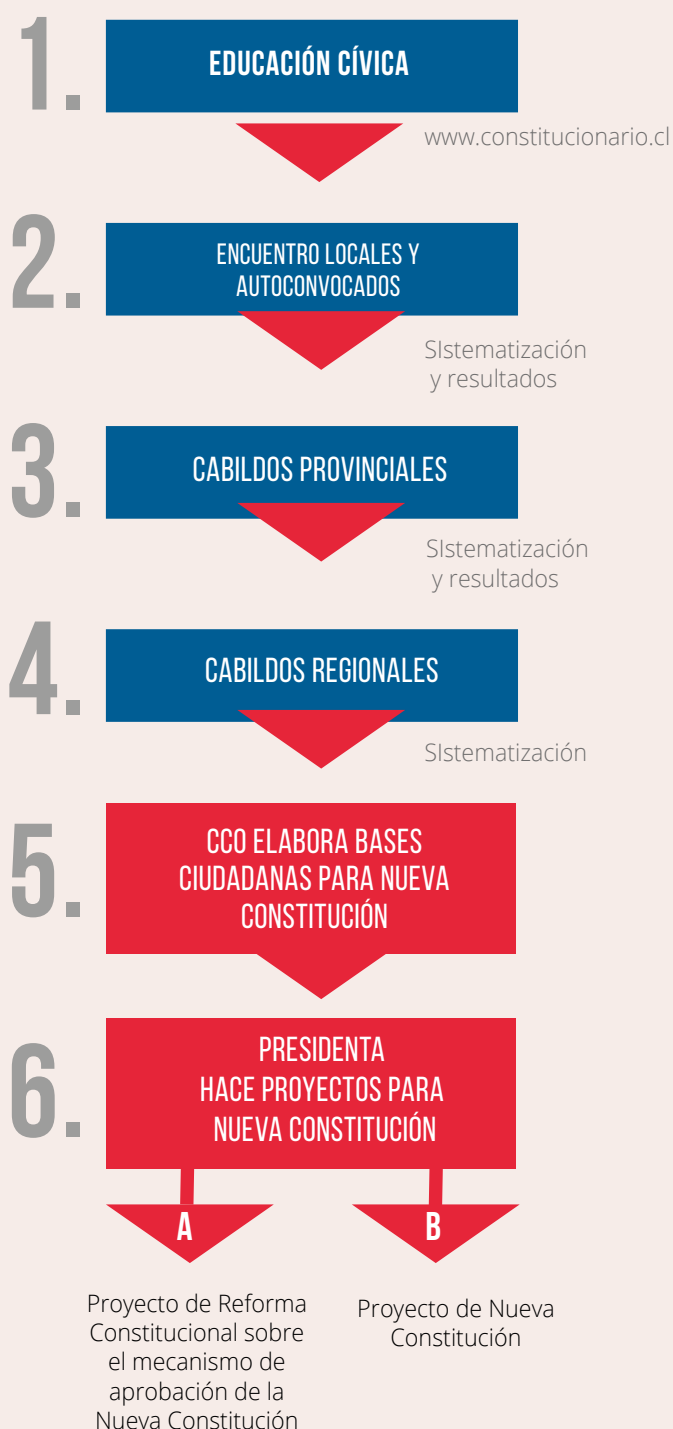 1.
EDUCACIÓN CÍVICA
www.constitucionario.cl
2.
ENCUENTRO LOCALES Y
AUTOCONVOCADOS
SIstematización
y resultados
3.
CABILDOS PROVINCIALES
SIstematización
y resultados
4.
CABILDOS REGIONALES
SIstematización
5.
CCO ELABORA BASES
CIUDADANAS PARA NUEVA
CONSTITUCIÓN
6.
PRESIDENTA
HACE PROYECTOS PARA
NUEVA CONSTITUCIÓN
A
Proyecto de Reforma
Constitucional sobre
el mecanismo de
aprobación de la
Nueva Constitución
B
Proyecto de Nueva
Constitución